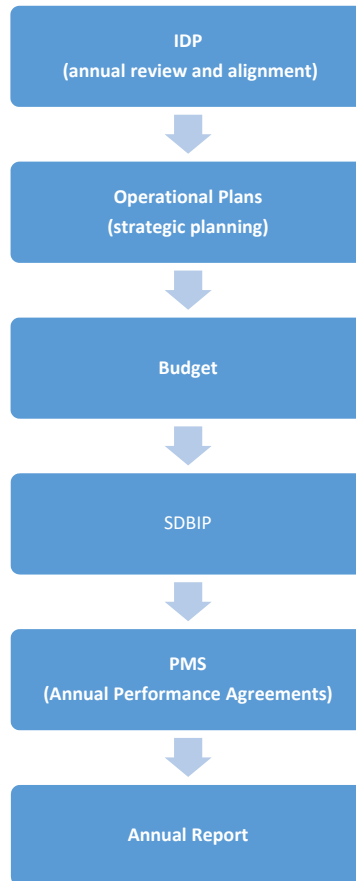 IDP
(annual review and alignment)
Operational Plans
(strategic planning)
Budget
SDBIP
PMS
(Annual Performance Agreements)
Annual Report